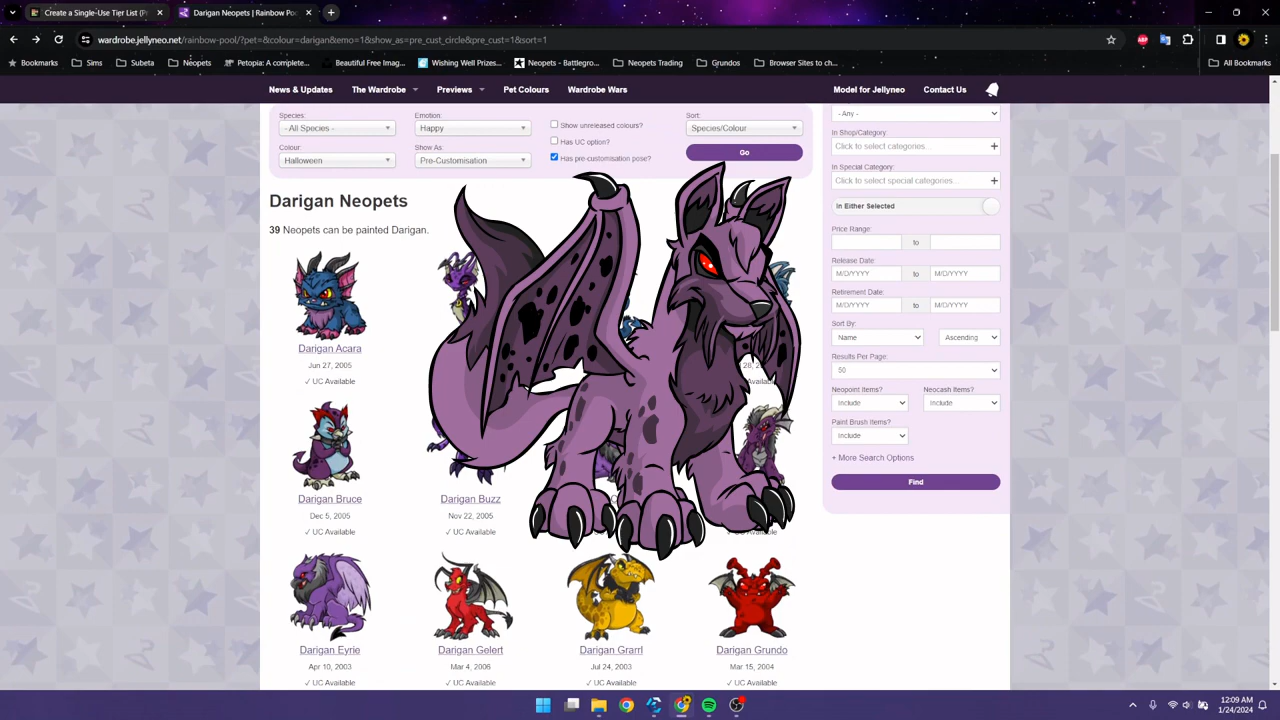 Create a Single-Use Tier List (P
Darigan Neopets | Rainbow Po
wardrobe.jellyneo.net/rainbow-pool/?pet=&colour=darigan&emo=1&show_as=pre_cust_circle&pre_cust=1&sort=1
Bookmarks Sims Subeta Neopets Petopia: A complete... Beautiful Free Imag... Wishing Well Prizes... Neopets - Battlegro... Neopets Trading Grundos Browser Sites to ch... All Bookmarks
News & Updates The Wardrobe Previews Pet Colours Wardrobe Wars Model for Jellyneo Contact Us
Species: Emotion: Sort:
- All Species - Happy Show unreleased colours? Species/Colour
Colour: Show As: Has UC option?
Halloween Pre-Customisation Has pre-customisation pose? Go
Darigan Neopets
39 Neopets can be painted Darigan.
Darigan Acara
Jun 27, 2005
✓ UC Available
Darigan Bruce
Dec 5, 2005
✓ UC Available
Darigan Buzz
Nov 22, 2005
✓ UC Available
✓ UC Available
Darigan Eyrie
Apr 10, 2003
✓ UC Available
Darigan Gelert
Mar 4, 2006
✓ UC Available
Darigan Grarrl
Jul 24, 2003
✓ UC Available
Darigan Grundo
Mar 15, 2004
✓ UC Available
- Any -
In Shop/Category:
Click to select categories...
In Special Category:
Click to select special categories...
In Either Selected
Price Range:
to
Release Date:
M/D/YYYY to M/D/YYYY
Retirement Date:
M/D/YYYY to M/D/YYYY
Sort By:
Name Ascending
Results Per Page:
50
Neopoint Items? Neocash Items?
Include Include
Paint Brush Items?
Include
+ More Search Options
Find
12:09 AM
1/24/2024